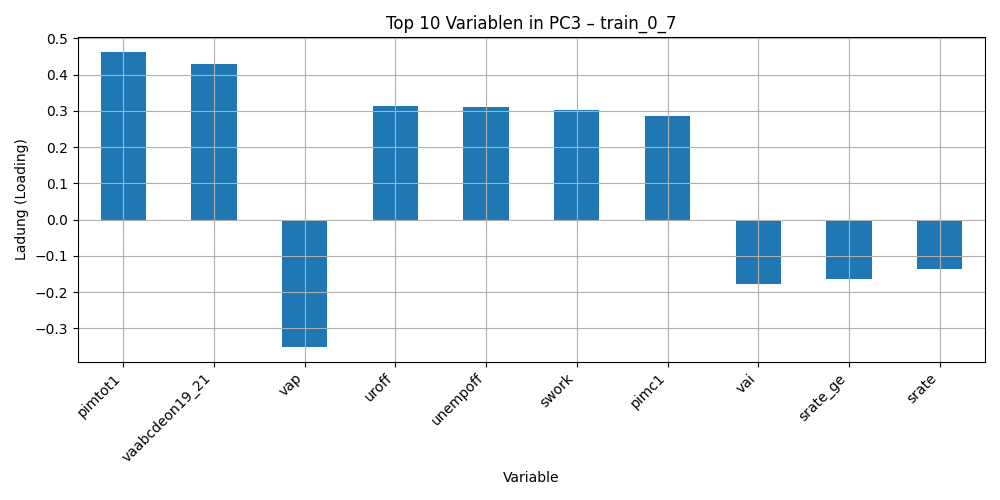 Top 10 Variablen in PC3 – train_0_7
Ladung (Loading)
0.5
0.4
0.3
0.2
0.1
0.0
−0.1
−0.2
−0.3
pimtot1
vaabcdeon19_21
vap
uroff
unempoff
swork
pimc1
vai
srate_ge
srate
Variable